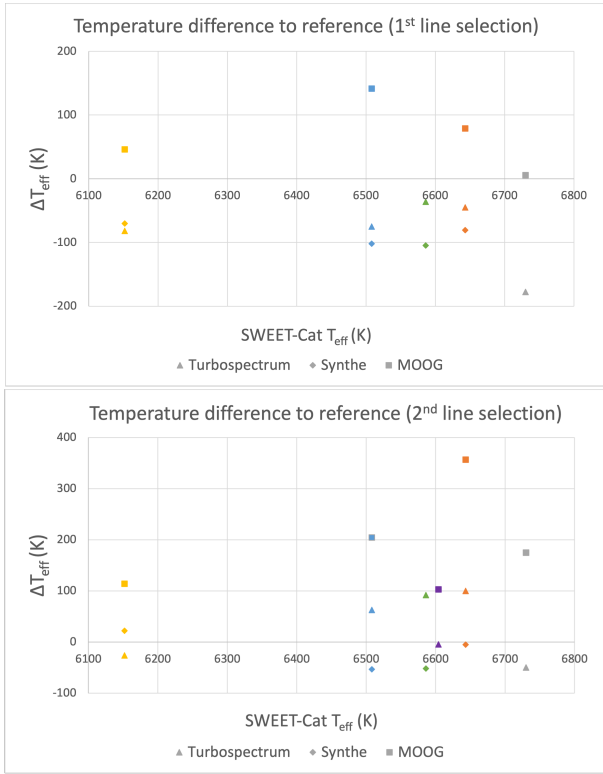 Temperature difference to reference (1st line selection)
200
100
0
6100 6200 6300 6400 6500 6600 6700 6800
-100
-200
ΔTeff (K)
SWEET-Cat Teff (K)
Turbospectrum Synthe MOOG
Temperature difference to reference (2nd line selection)
400
300
200
100
0
6100 6200 6300 6400 6500 6600 6700 6800
-100
ΔTeff (K)
SWEET-Cat Teff (K)
Turbospectrum Synthe MOOG